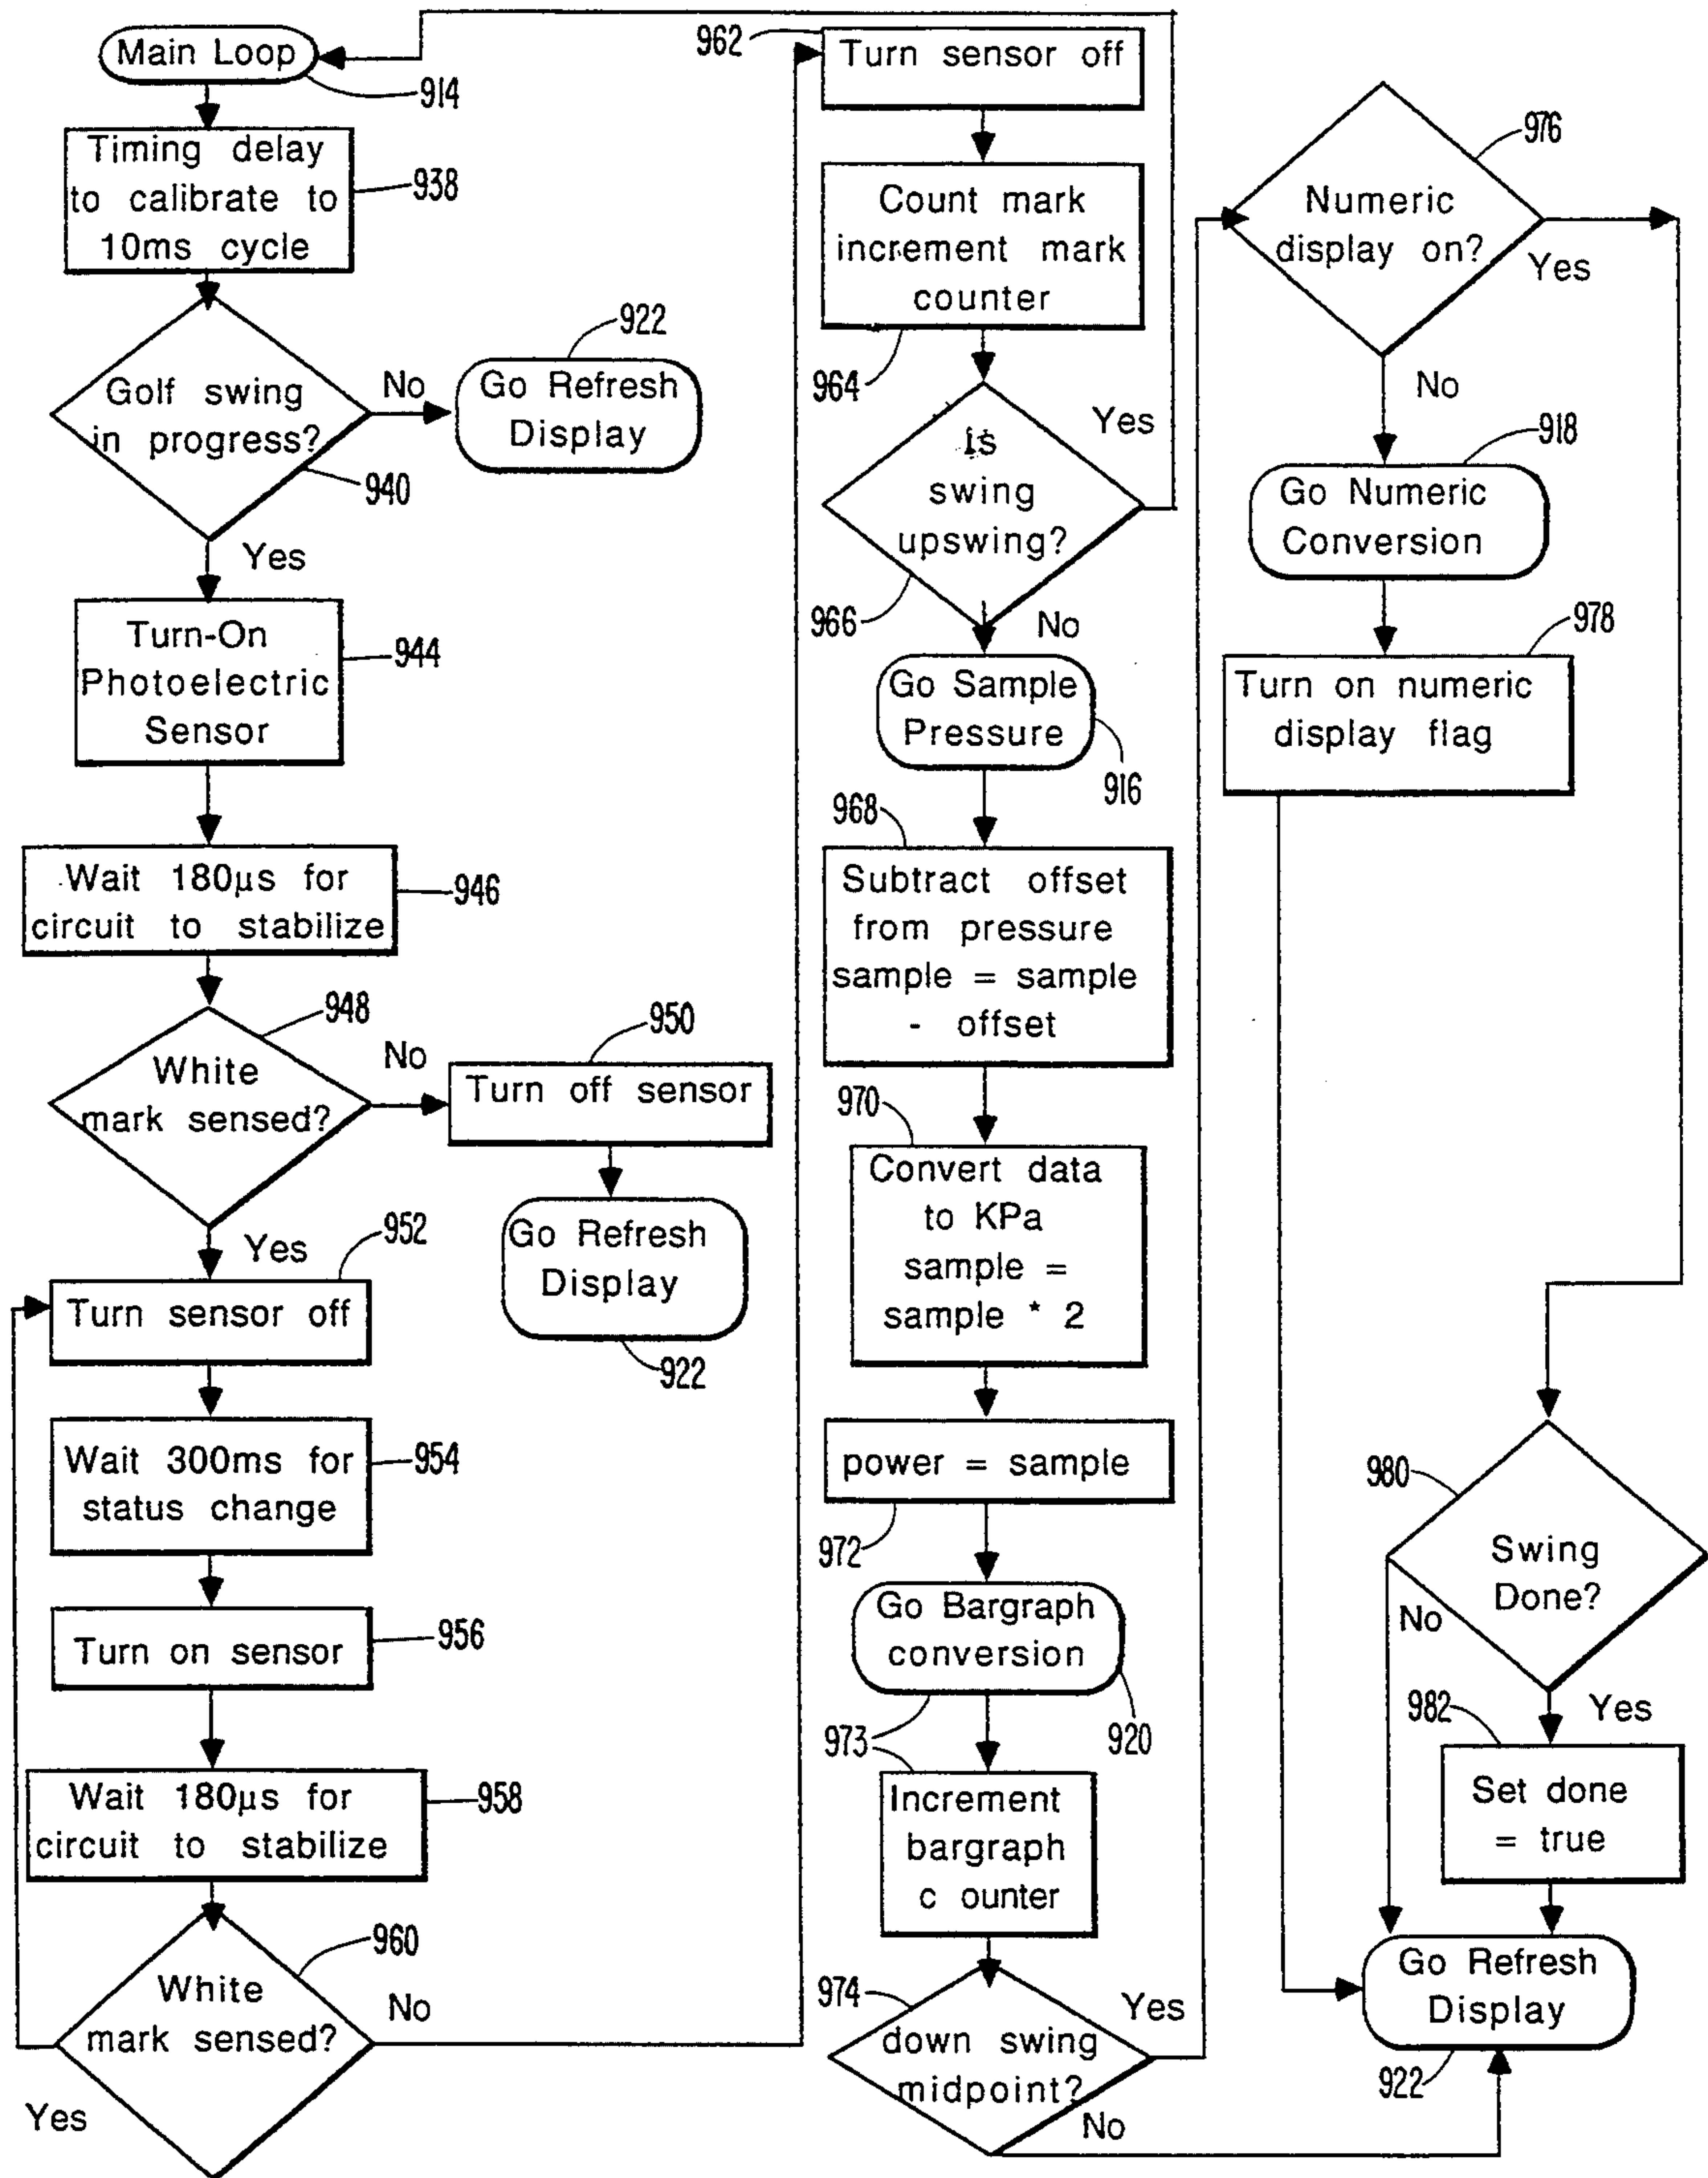 Main Loop
914
Timing delay
to calibrate to
10ms cycle
938
Golf swing
in progress?
940
No
922
Go Refresh
Display
Yes
Turn-On
Photoelectric
Sensor
944
Wait 180µs for
circuit to stabilize
946
948
White
mark sensed?
No
950
Turn off sensor
Go Refresh
Display
922
Yes
952
Turn sensor off
Wait 300ms for
status change
954
Turn on sensor
956
Wait 180µs for
circuit to stabilize
958
960
White
mark sensed?
No
Yes
962
Turn sensor off
Count mark
increment mark
counter
964
Is
swing
upswing?
Yes
966
No
Go Sample
Pressure
916
968
Subtract offset
from pressure
sample = sample
- offset
970
Convert data
to KPa
sample =
sample * 2
power = sample
972
Go Bargraph
conversion
973
920
Increment
bargraph
c ounter
974
down swing
midpoint?
Yes
No
976
Numeric
display on?
Yes
No
918
Go Numeric
Conversion
978
Turn on numeric
display flag
980
Swing
Done?
No
Yes
982
Set done
= true
Go Refresh
Display
922